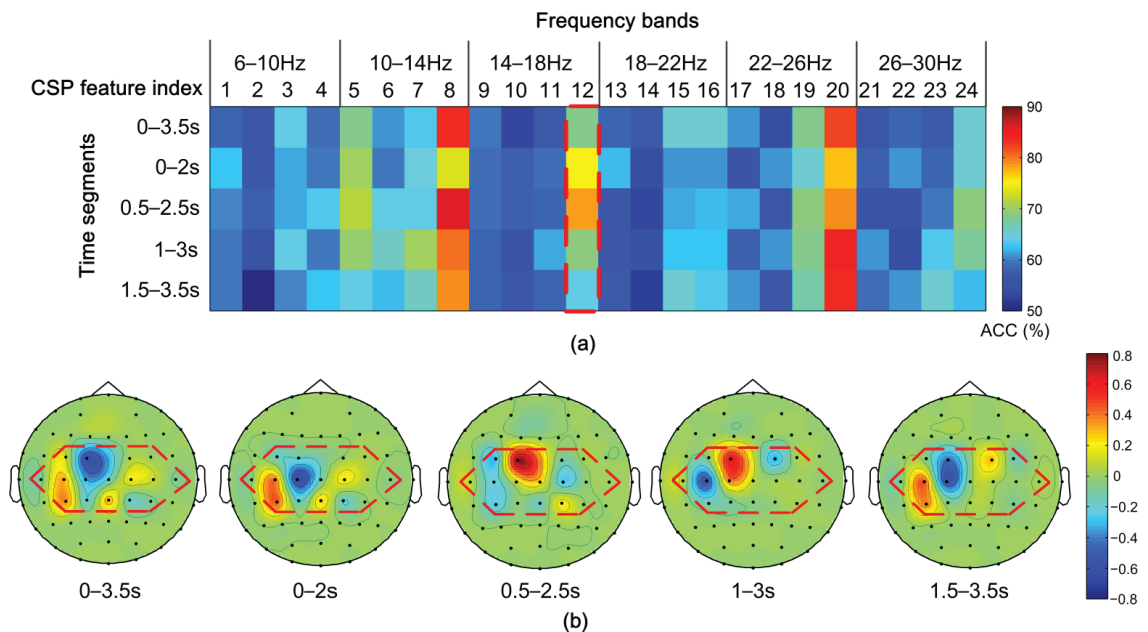 Frequency bands
6–10Hz 10–14Hz 14–18Hz 18–22Hz 22–26Hz 26–30Hz
CSP feature index
1 2 3 4 5 6 7 8 9 10 11 12 13 14 15 16 17 18 19 20 21 22 23 24
Time segments
0–3.5s
0–2s
0.5–2.5s
1–3s
1.5–3.5s
90
80
70
60
50
ACC (%)
(a)
0.8
0.6
0.4
0.2
0
−0.2
−0.4
−0.6
−0.8
0–3.5s 0–2s 0.5–2.5s 1–3s 1.5–3.5s
(b)